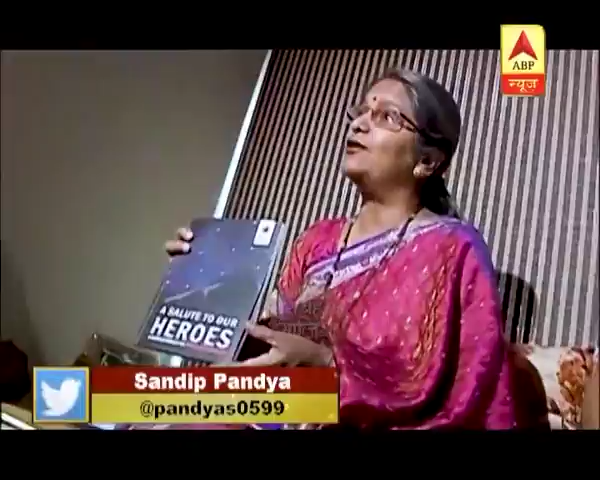 ABP
न्यूज़
A SALUTE TO OUR
HEROES
Sandip Pandya
@pandyas0599